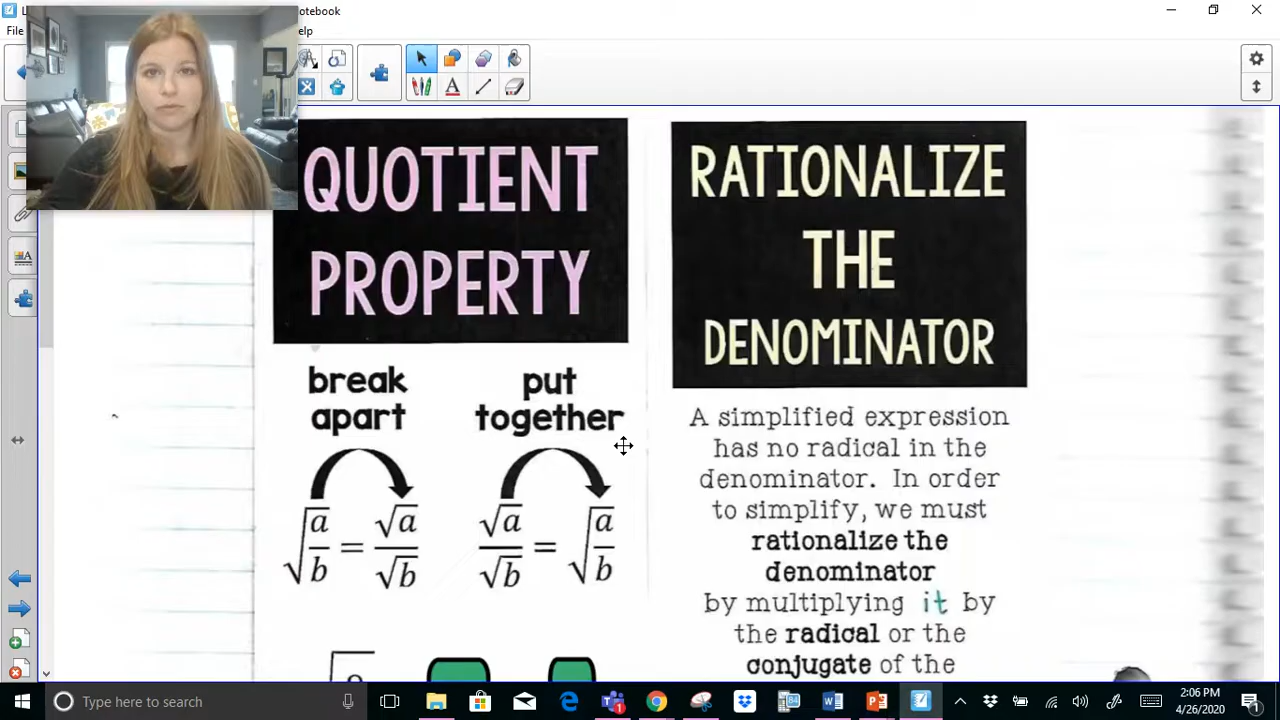 L
otebook
File
elp
QUOTIENT
PROPERTY
break
apart
put
together
√a/b = √a/√b
√a/√b = √a/b
RATIONALIZE
THE
DENOMINATOR
A simplified expression
has no radical in the
denominator. In order
to simplify, we must
rationalize the
denominator
by multiplying it by
the radical or the
conjugate of the
Type here to search
2:06 PM
4/26/2020